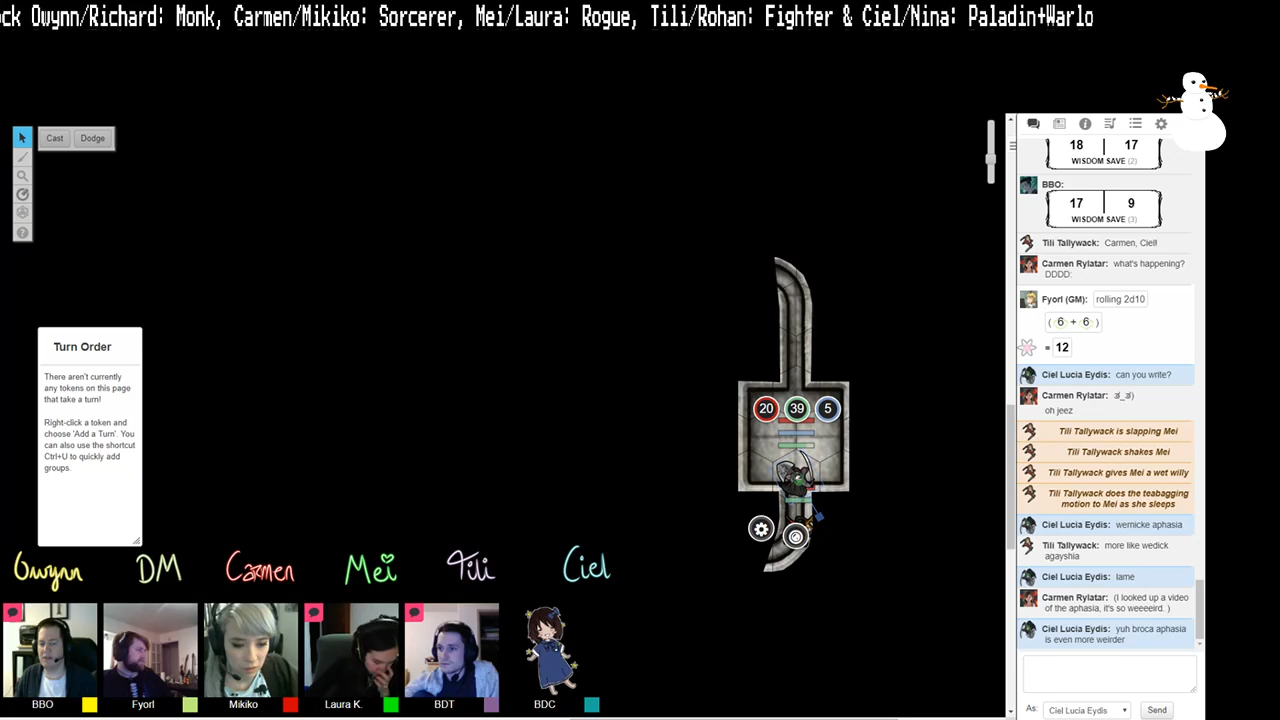 ck Owynn/Richard: Monk, Carmen/Mikiko: Sorcerer, Mei/Laura: Rogue, Tili/Rohan: Fighter & Ciel/Nina: Paladin+Warlo
Cast Dodge
18 17
WISDOM SAVE (2)
BBO:
17 9
WISDOM SAVE (3)
Tili Tallywack: Carmen, Ciel!
Carmen Rylatar: what's happening?
DDDD:
Fyorl (GM): rolling 2d10
( 6 + 6 )
= 12
Ciel Lucia Eydis: can you write?
Carmen Rylatar:
oh jeez
Tili Tallywack is slapping Mei
Tili Tallywack shakes Mei
Tili Tallywack gives Mei a wet willy
Tili Tallywack does the teabagging
motion to Mei as she sleeps
Ciel Lucia Eydis: wernicke aphasia
Tili Tallywack: more like wedick
agayshia
Ciel Lucia Eydis: lame
Carmen Rylatar: (I looked up a video
of the aphasia, it's so weeeeird. )
Ciel Lucia Eydis: yuh broca aphasia
is even more weirder
As: Ciel Lucia Eydis Send
Turn Order
There aren't currently
any tokens on this page
that take a turn!
Right-click a token and
choose 'Add a Turn'. You
can also use the shortcut
Ctrl+U to quickly add
groups.
20 39 5
Owynn DM Carmen Mei Tili Ciel
BBO Fyorl Mikiko Laura K. BDT BDC